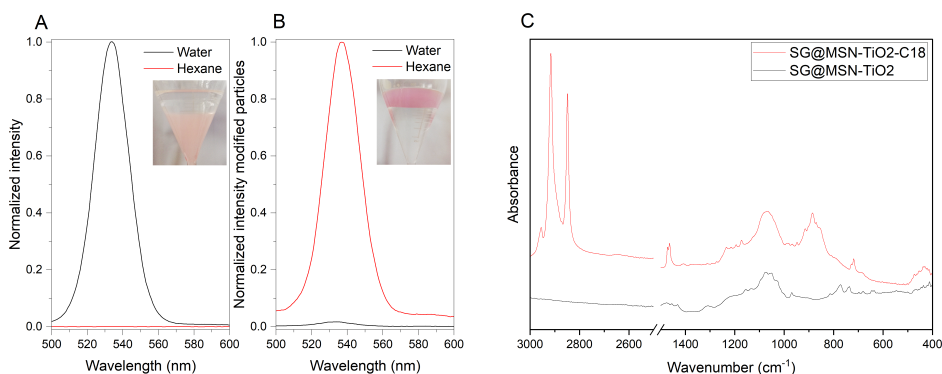 A
Normalized intensity
1.0
0.8
0.6
0.4
0.2
0.0
Water
Hexane
500 520 540 560 580 600
Wavelength (nm)
B
Normalized intensity modified particles
1.0
0.8
0.6
0.4
0.2
0.0
Water
Hexane
500 520 540 560 580 600
Wavelength (nm)
C
Absorbance
SG@MSN-TiO2-C18
SG@MSN-TiO2
3000 2800 2600 1400 1200 1000 800 600 400
Wavenumber (cm⁻¹)